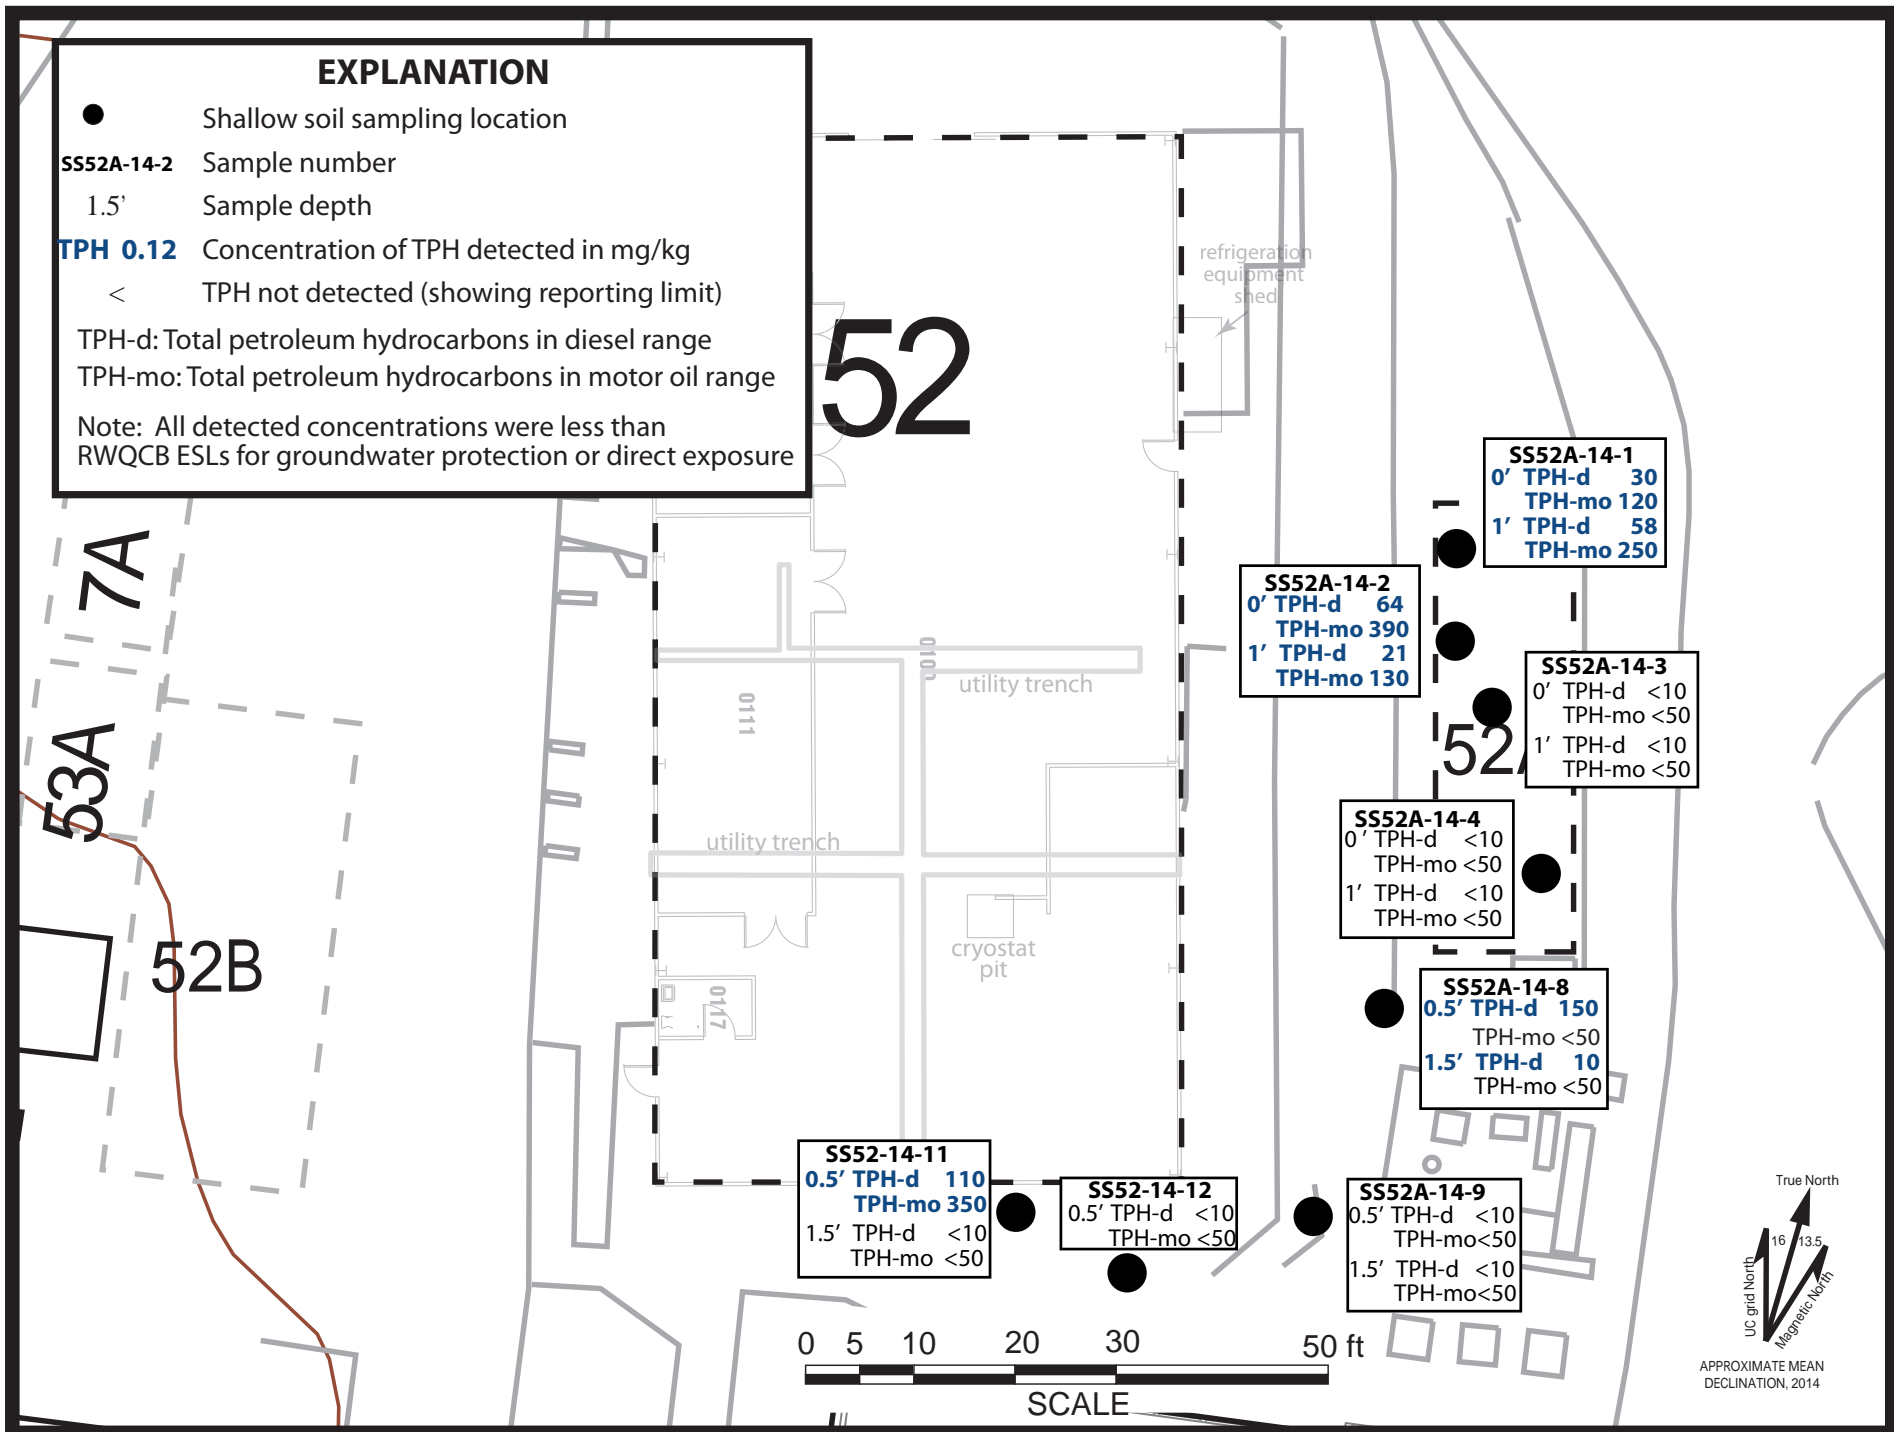 EXPLANATION
Shallow soil sampling location
SS52A-14-2 Sample number
1.5' Sample depth
TPH 0.12 Concentration of TPH detected in mg/kg
< TPH not detected (showing reporting limit)
TPH-d: Total petroleum hydrocarbons in diesel range
TPH-mo: Total petroleum hydrocarbons in motor oil range
Note: All detected concentrations were less than
RWQCB ESLs for groundwater protection or direct exposure
52
refrigeration
equipment
shed
SS52A-14-1
0' TPH-d 30
TPH-mo 120
1' TPH-d 58
TPH-mo 250
7A
SS52A-14-2
0' TPH-d 64
TPH-mo 390
1' TPH-d 21
TPH-mo 130
utility trench
0111
SS52A-14-3
0' TPH-d <10
TPH-mo <50
1' TPH-d <10
TPH-mo <50
53A
utility trench
SS52A-14-4
0' TPH-d <10
TPH-mo <50
1' TPH-d <10
TPH-mo <50
52B
cryostat
pit
0117
SS52A-14-8
0.5' TPH-d 150
TPH-mo <50
1.5' TPH-d 10
TPH-mo <50
SS52-14-11
0.5' TPH-d 110
TPH-mo 350
1.5' TPH-d <10
TPH-mo <50
SS52-14-12
0.5' TPH-d <10
TPH-mo <50
SS52A-14-9
0.5' TPH-d <10
TPH-mo<50
1.5' TPH-d <10
TPH-mo<50
True North
16 13.5
UC grid North
Magnetic North
APPROXIMATE MEAN
DECLINATION, 2014
0 5 10 20 30 50 ft
SCALE